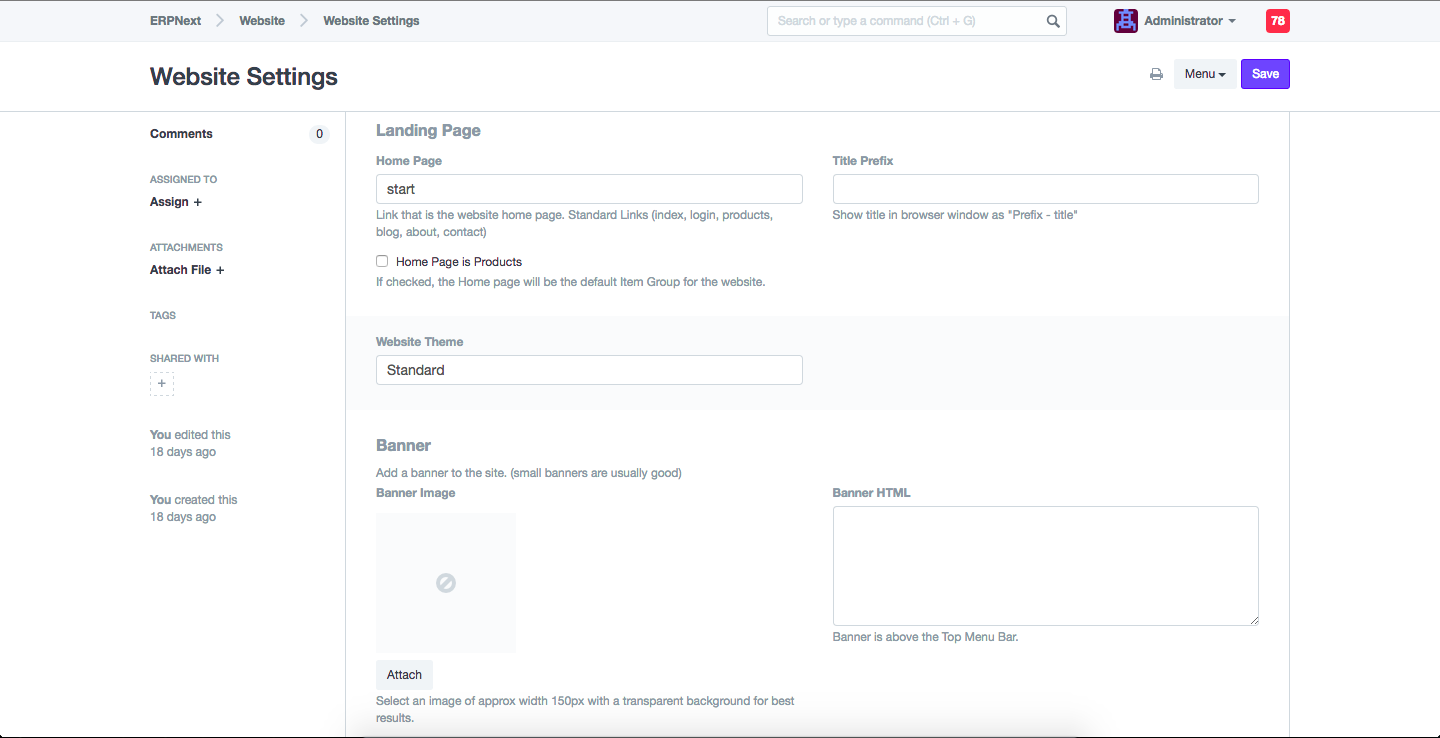 ERPNext Website Website Settings Search or type a command (Ctrl + G) Administrator 78
Website Settings Menu Save
Comments 0
ASSIGNED TO
Assign +
ATTACHMENTS
Attach File +
TAGS
SHARED WITH
+
You edited this
18 days ago
You created this
18 days ago
Landing Page
Home Page
start
Link that is the website home page. Standard Links (index, login, products,
blog, about, contact)
Home Page is Products
If checked, the Home page will be the default Item Group for the website.
Title Prefix
Show title in browser window as "Prefix - title"
Website Theme
Standard
Banner
Add a banner to the site. (small banners are usually good)
Banner Image
Attach
Select an image of approx width 150px with a transparent background for best
results.
Banner HTML
Banner is above the Top Menu Bar.